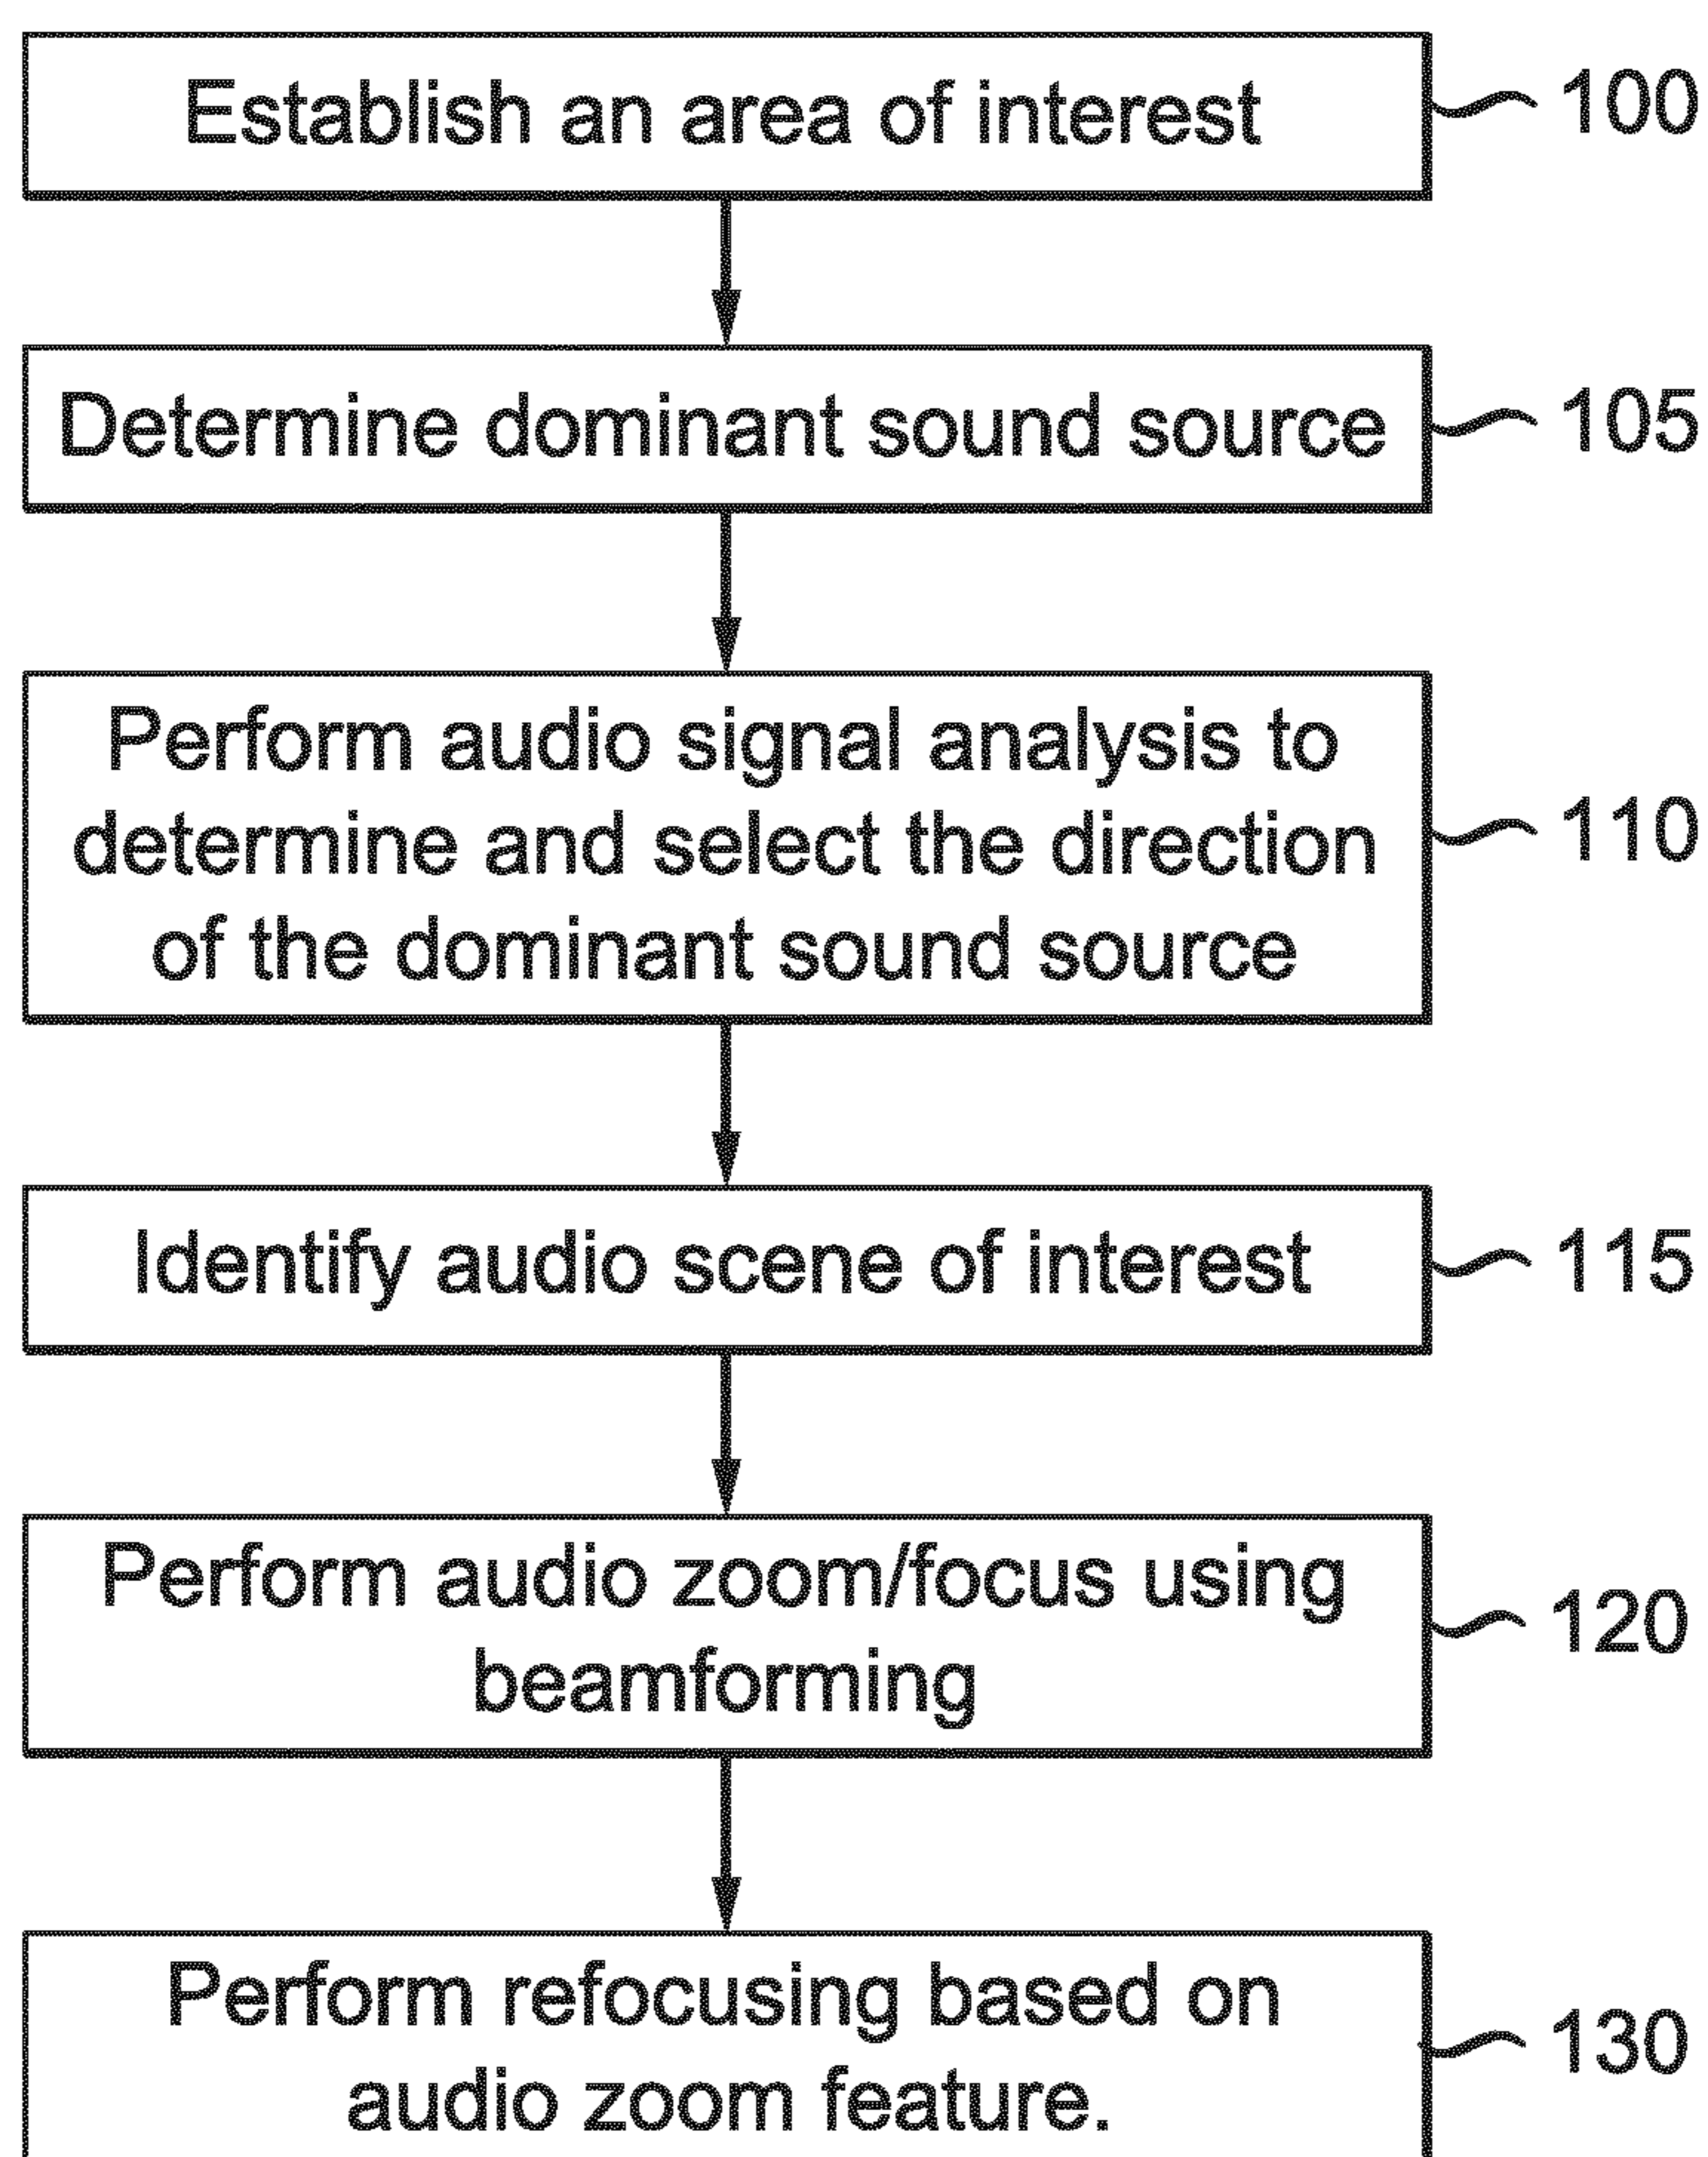 Establish an area of interest
100
Determine dominant sound source
105
Perform audio signal analysis to
determine and select the direction
of the dominant sound source
110
Identify audio scene of interest
115
Perform audio zoom/focus using
beamforming
120
Perform refocusing based on
audio zoom feature.
130